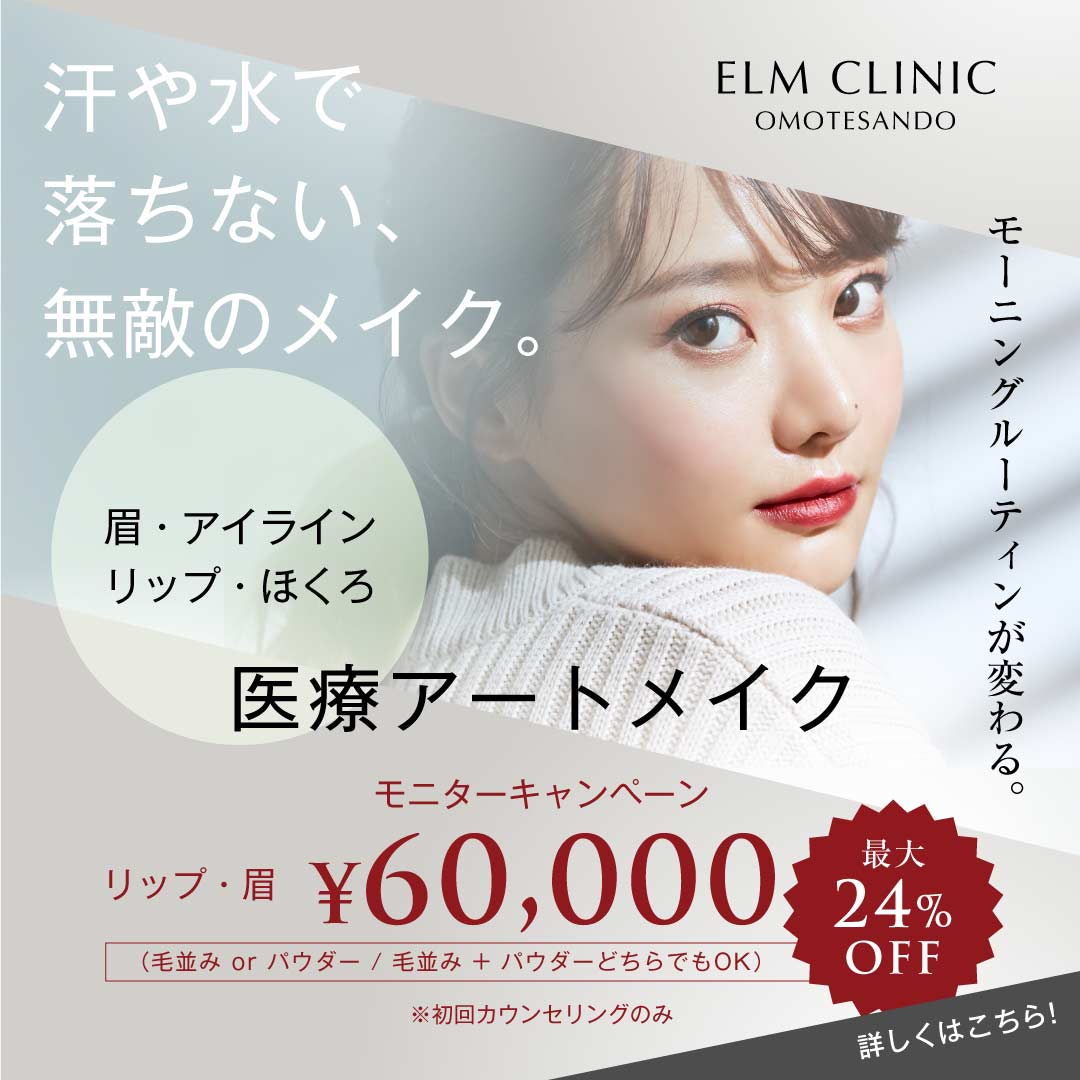 汗や水で
落ちない、
無敵のメイク。
ELM CLINIC
OMOTESANDO
モーニングルーティンが変わる。
眉・アイライン
リップ・ほくろ
医療アートメイク
モニターキャンペーン
リップ・眉 ¥60,000
（毛並み or パウダー / 毛並み + パウダーどちらでもOK）
※初回カウンセリングのみ
最大
24%
OFF
詳しくはこちら!